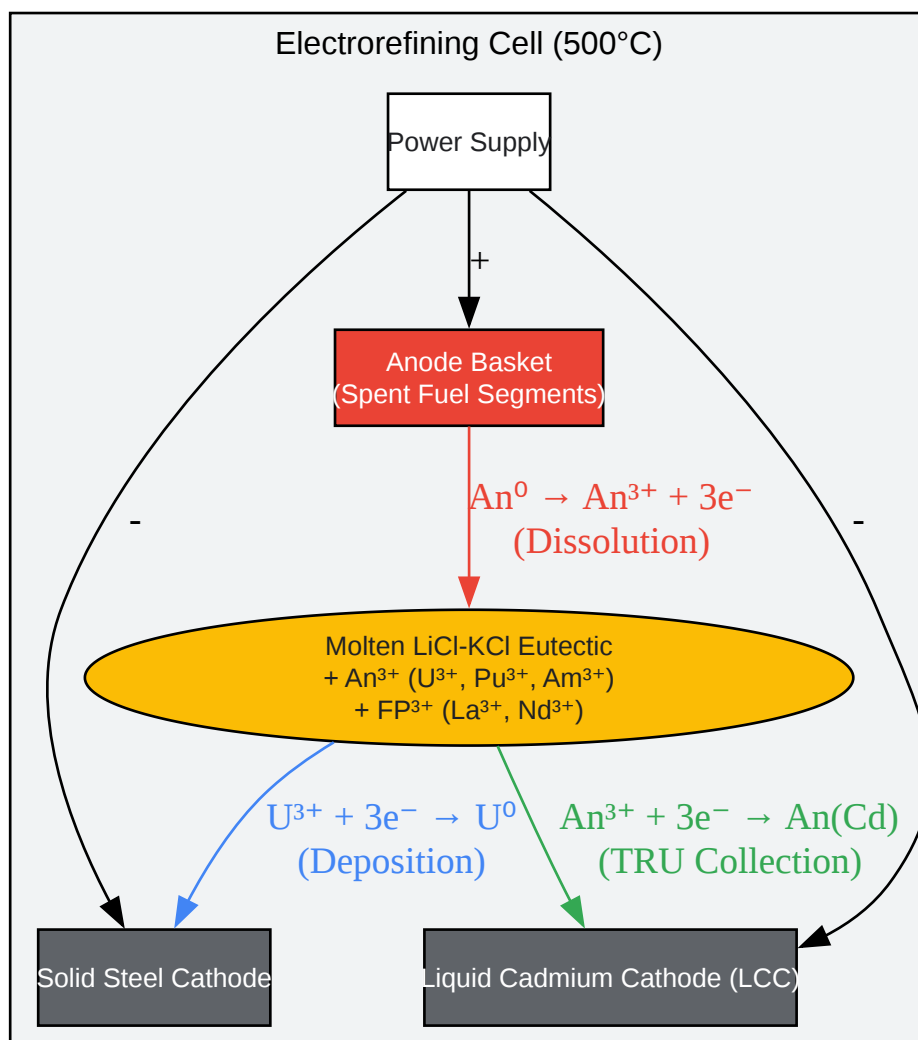 Electrorefining Cell (500°C)
Power Supply
+
Anode Basket
(Spent Fuel Segments)
An⁰ → An³⁺ + 3e⁻
(Dissolution)
-
-
Molten LiCl-KCl Eutectic
+ An³⁺ (U³⁺, Pu³⁺, Am³⁺)
+ FP³⁺ (La³⁺, Nd³⁺)
U³⁺ + 3e⁻ → U⁰
(Deposition)
An³⁺ + 3e⁻ → An(Cd)
(TRU Collection)
Solid Steel Cathode
Liquid Cadmium Cathode (LCC)